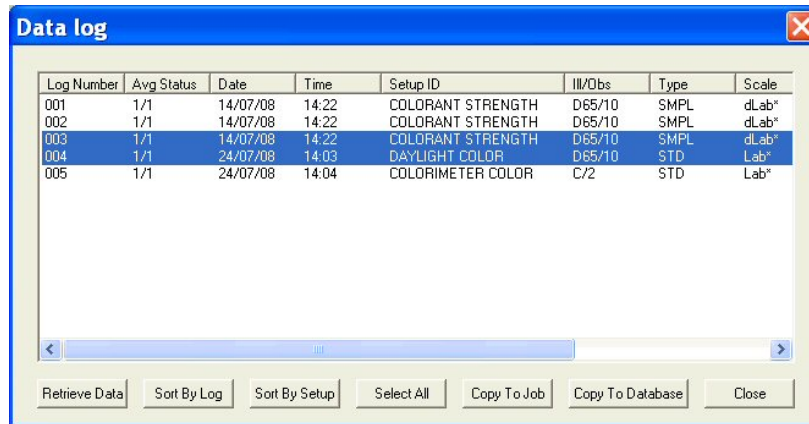 Data log
Log Number Avg Status Date Time Setup ID Ill/Obs Type Scale
001 1/1 14/07/08 14:22 COLORANT STRENGTH D65/10 SMPL dLab*
002 1/1 14/07/08 14:22 COLORANT STRENGTH D65/10 SMPL dLab*
003 1/1 14/07/08 14:22 COLORANT STRENGTH D65/10 SMPL dLab*
004 1/1 24/07/08 14:03 DAYLIGHT COLOR D65/10 STD Lab*
005 1/1 24/07/08 14:04 COLORIMETER COLOR C/2 STD Lab*
Retrieve Data Sort By Log Sort By Setup Select All Copy To Job Copy To Database Close